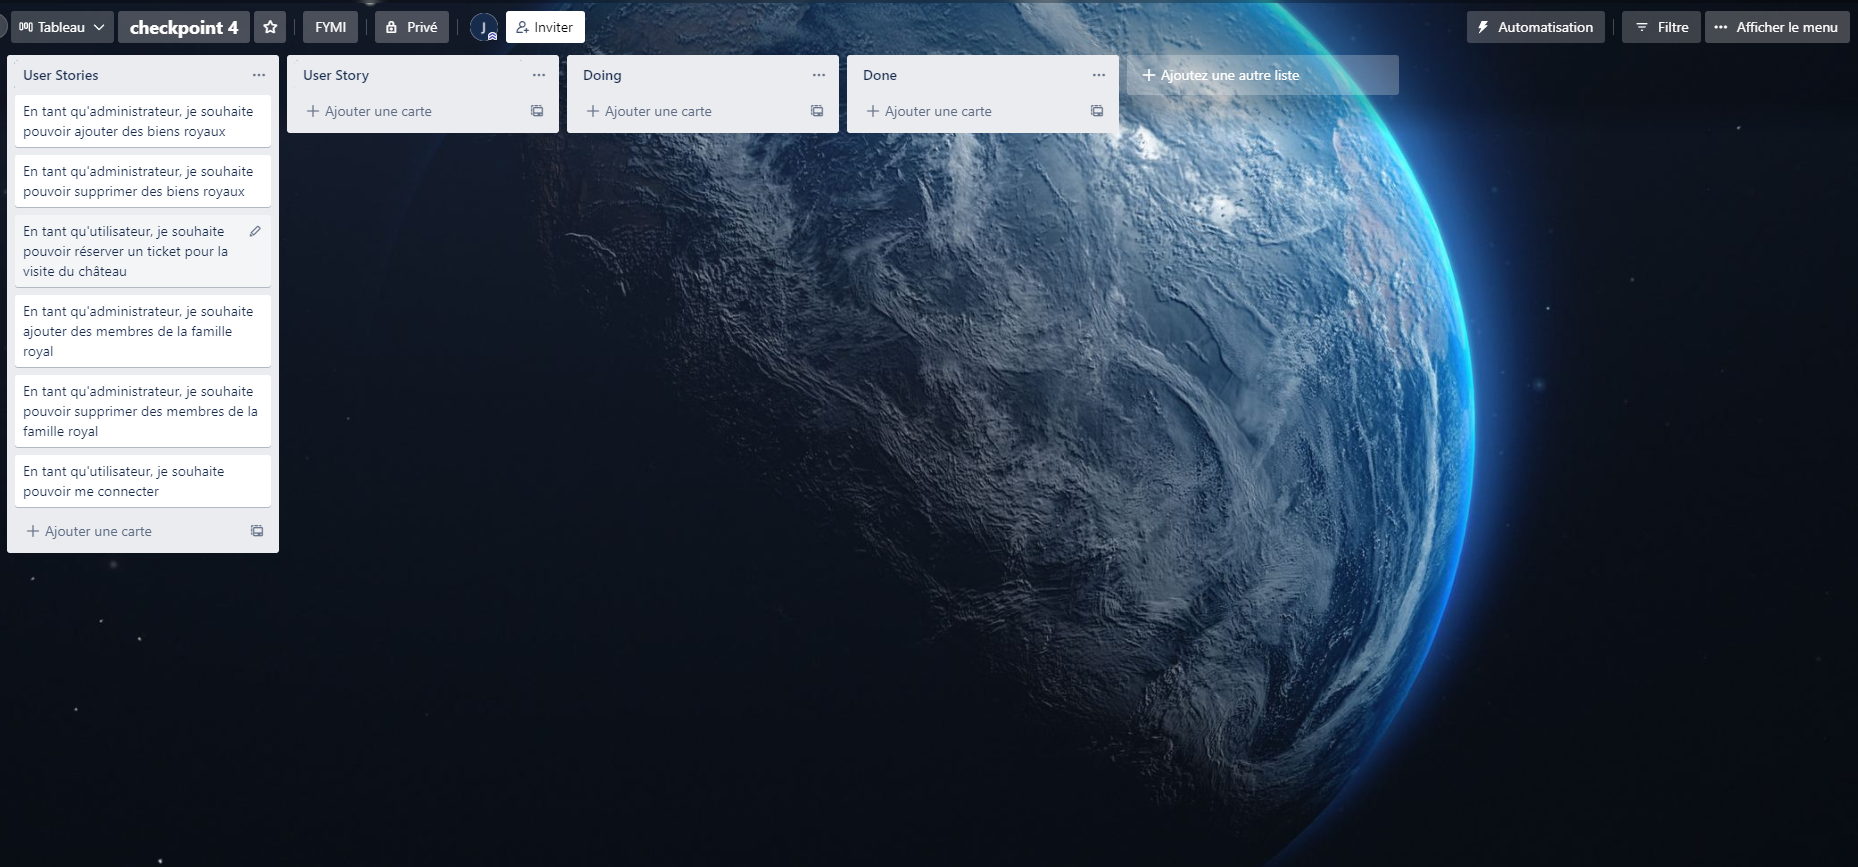 Tableau
checkpoint 4
FYMI
Privé
J
Inviter
Automatisation
Filtre
Afficher le menu
User Stories
En tant qu'administrateur, je souhaite
pouvoir ajouter des biens royaux
En tant qu'administrateur, je souhaite
pouvoir supprimer des biens royaux
En tant qu'utilisateur, je souhaite
pouvoir réserver un ticket pour la
visite du château
En tant qu'administrateur, je souhaite
ajouter des membres de la famille
royal
En tant qu'administrateur, je souhaite
pouvoir supprimer des membres de la
famille royal
En tant qu'utilisateur, je souhaite
pouvoir me connecter
Ajouter une carte
User Story
Ajouter une carte
Doing
Ajouter une carte
Done
Ajouter une carte
Ajoutez une autre liste